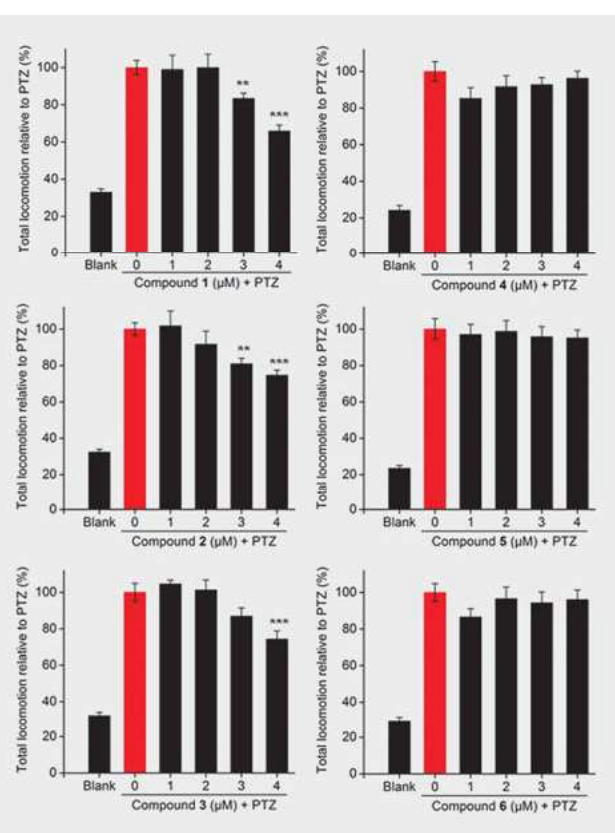 Total locomotion relative to PTZ (%)
100
80
60
40
20
0
**
***
Blank 0 1 2 3 4
Compound 1 (µM) + PTZ
Total locomotion relative to PTZ (%)
100
80
60
40
20
0
Blank 0 1 2 3 4
Compound 4 (µM) + PTZ
Total locomotion relative to PTZ (%)
100
80
60
40
20
0
**
***
Blank 0 1 2 3 4
Compound 2 (µM) + PTZ
Total locomotion relative to PTZ (%)
100
80
60
40
20
0
Blank 0 1 2 3 4
Compound 5 (µM) + PTZ
Total locomotion relative to PTZ (%)
100
80
60
40
20
0
***
Blank 0 1 2 3 4
Compound 3 (µM) + PTZ
Total locomotion relative to PTZ (%)
100
80
60
40
20
0
Blank 0 1 2 3 4
Compound 6 (µM) + PTZ